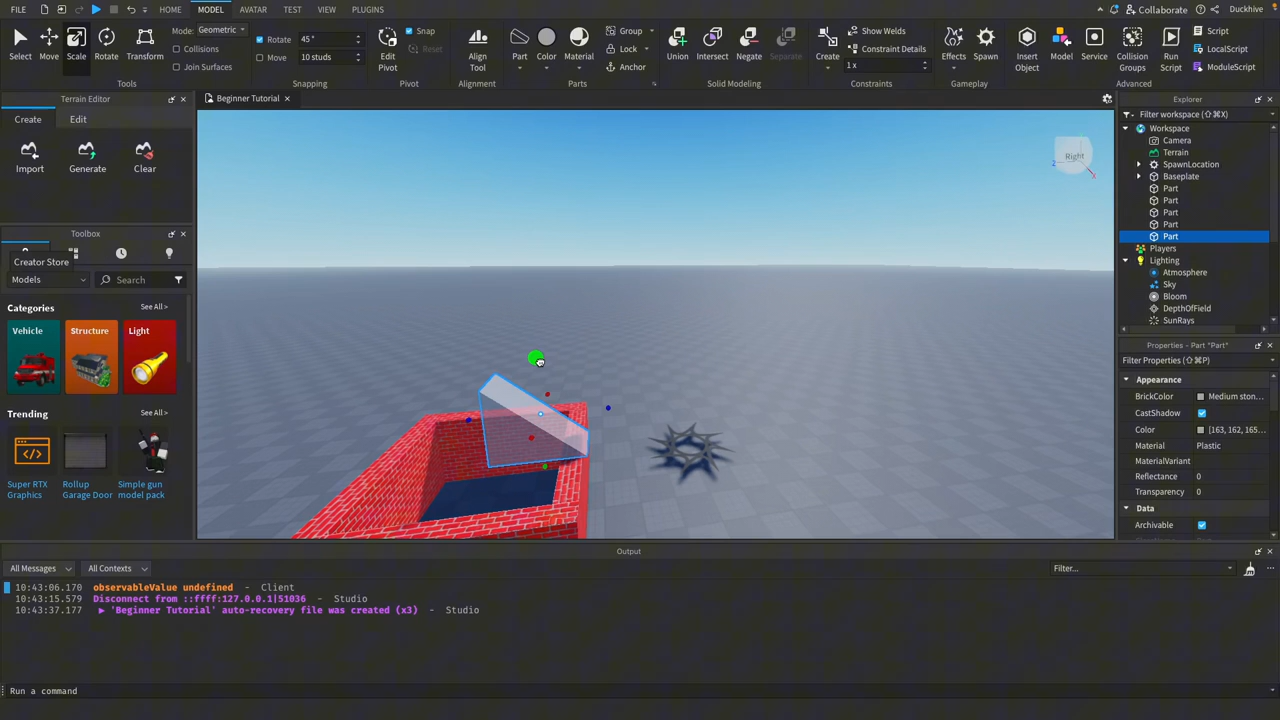 FILE HOME MODEL AVATAR TEST VIEW PLUGINS Collaborate Duckhive
Select Move Scale Rotate Transform
Mode: Geometric
Collisions
Join Surfaces
Tools
Rotate 45°
Move 10 studs
Snapping
Edit Pivot
Snap
Reset
Pivot
Align Tool
Alignment
Part Color Material
Group
Lock
Anchor
Parts
Union Intersect Negate Separate
Solid Modeling
Create
Show Welds
Constraint Details
1 x
Constraints
Effects Spawn
Gameplay
Insert Object
Model Service
Collision Groups
Run Script
Script
LocalScript
ModuleScript
Advanced
Terrain Editor
Create Edit
Import Generate Clear
Toolbox
Creator Store
Models Search
Categories See All >
Vehicle Structure Light
Trending See All >
Super RTX Graphics
Rollup Garage Door
Simple gun model pack
Beginner Tutorial
Right
Z
X
Explorer
Filter workspace (⇧⌘X)
Workspace
Camera
Terrain
SpawnLocation
Baseplate
Part
Part
Part
Part
Part
Players
Lighting
Atmosphere
Sky
Bloom
DepthOfField
SunRays
Properties - Part "Part"
Filter Properties (⇧⌘P)
Appearance
BrickColor Medium ston...
CastShadow
Color [163, 162, 165...
Material Plastic
MaterialVariant
Reflectance 0
Transparency 0
Data
Archivable
Output
All Messages All Contexts Filter...
10:43:06.170 observableValue undefined - Client
10:43:15.579 Disconnect from ::ffff:127.0.0.1|51036 - Studio
10:43:37.177 ▶ 'Beginner Tutorial' auto-recovery file was created (x3) - Studio
Run a command